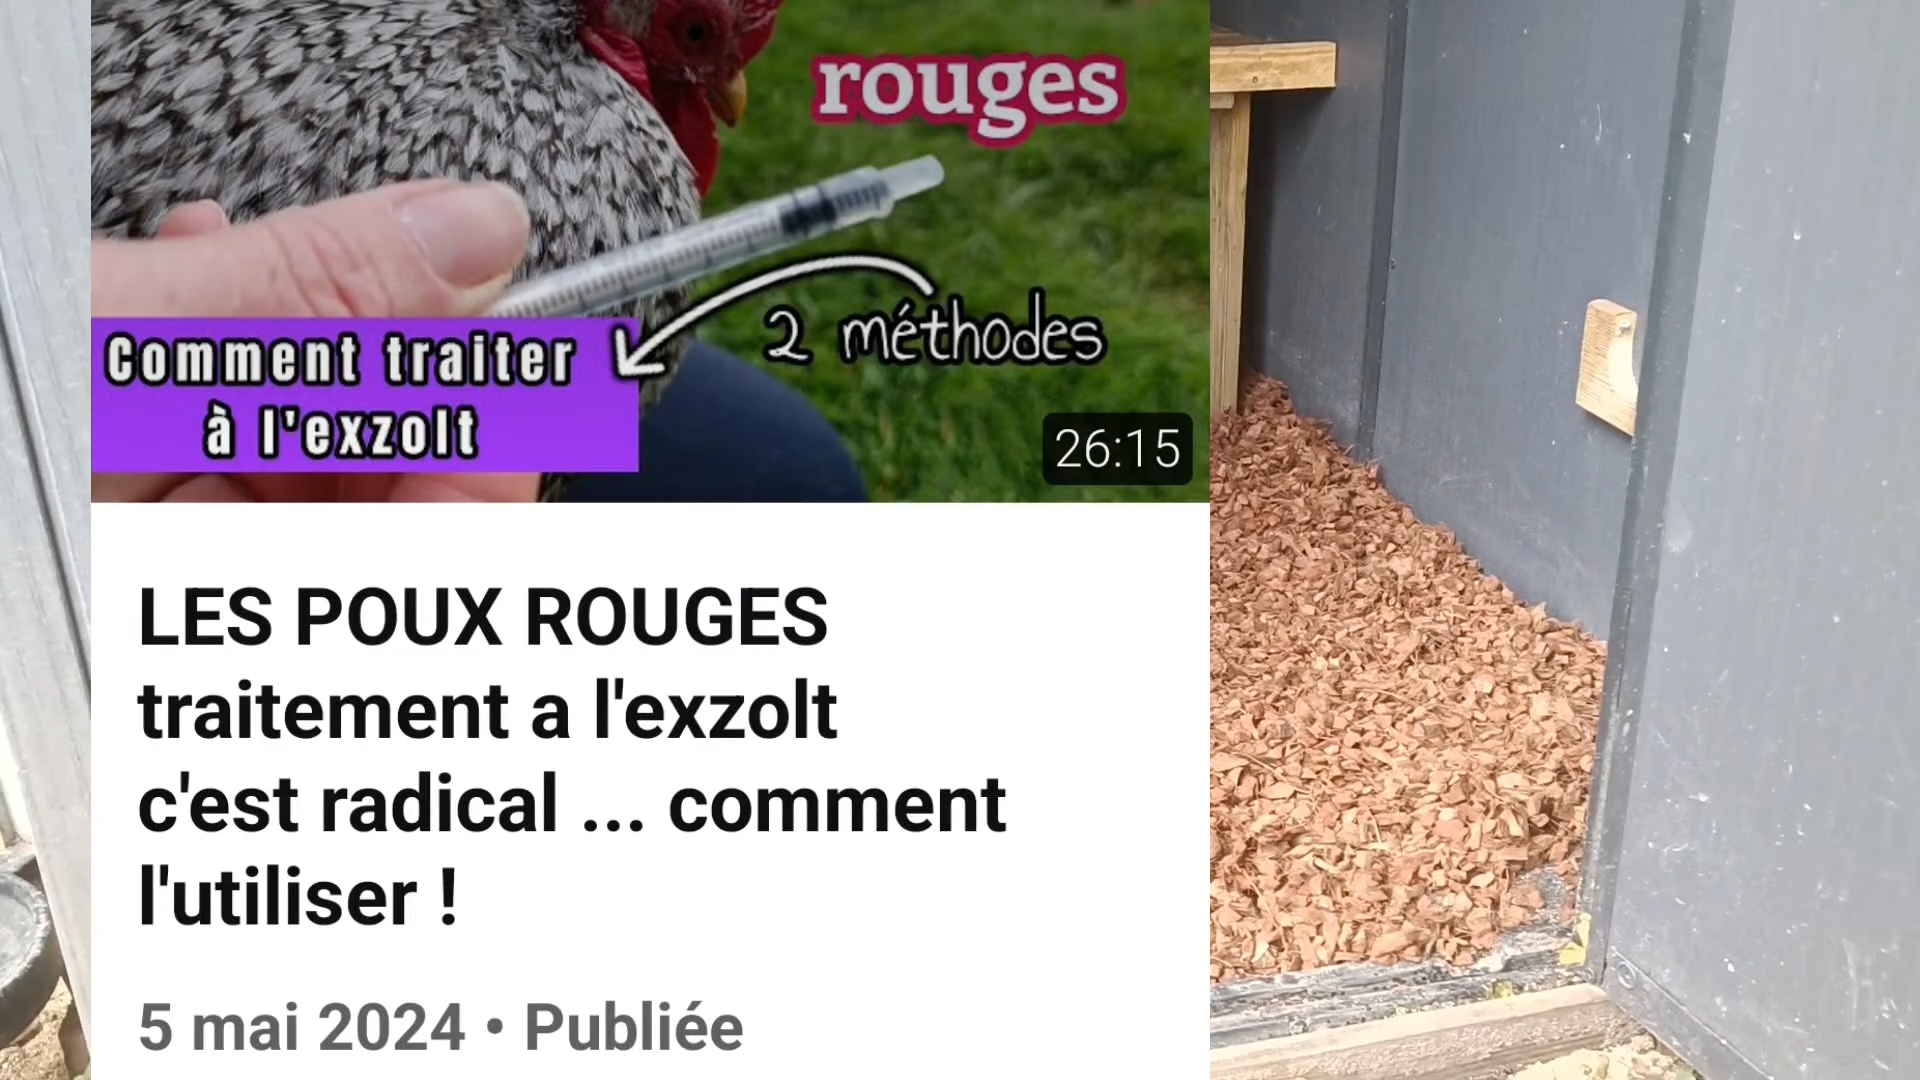 rouges
2 méthodes
Comment traiter
à l'exzolt
26:15
LES POUX ROUGES
traitement a l'exzolt
c'est radical ... comment
l'utiliser !
5 mai 2024 • Publiée